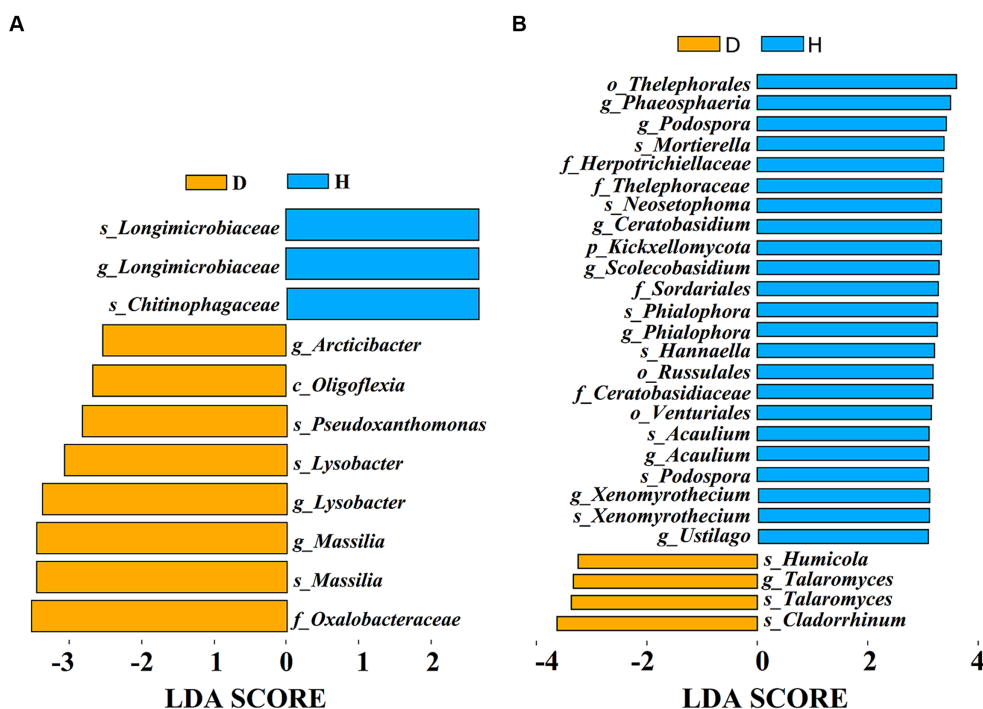 A
D H
s_Longimicrobiaceae
g_Longimicrobiaceae
s_Chitinophagaceae
g_Arcticibacter
c_Oligoflexia
s_Pseudoxanthomonas
s_Lysobacter
g_Lysobacter
g_Massilia
s_Massilia
f_Oxalobacteraceae
-3 -2 1 0 1 2
LDA SCORE
B
D H
o_Thelephorales
g_Phaeosphaeria
g_Podospora
s_Mortierella
f_Herpotrichiellaceae
f_Thelephoraceae
s_Neosetophoma
g_Ceratobasidium
p_Kickxellomycota
g_Scolecobasidium
f_Sordariales
s_Phialophora
g_Phialophora
s_Hannaella
o_Russulales
f_Ceratobasidiaceae
o_Venturiales
s_Acaulium
g_Acaulium
s_Podospora
g_Xenomyrothecium
s_Xenomyrothecium
g_Ustilago
s_Humicola
g_Talaromyces
s_Talaromyces
s_Cladorrhinum
-4 -2 0 2 4
LDA SCORE